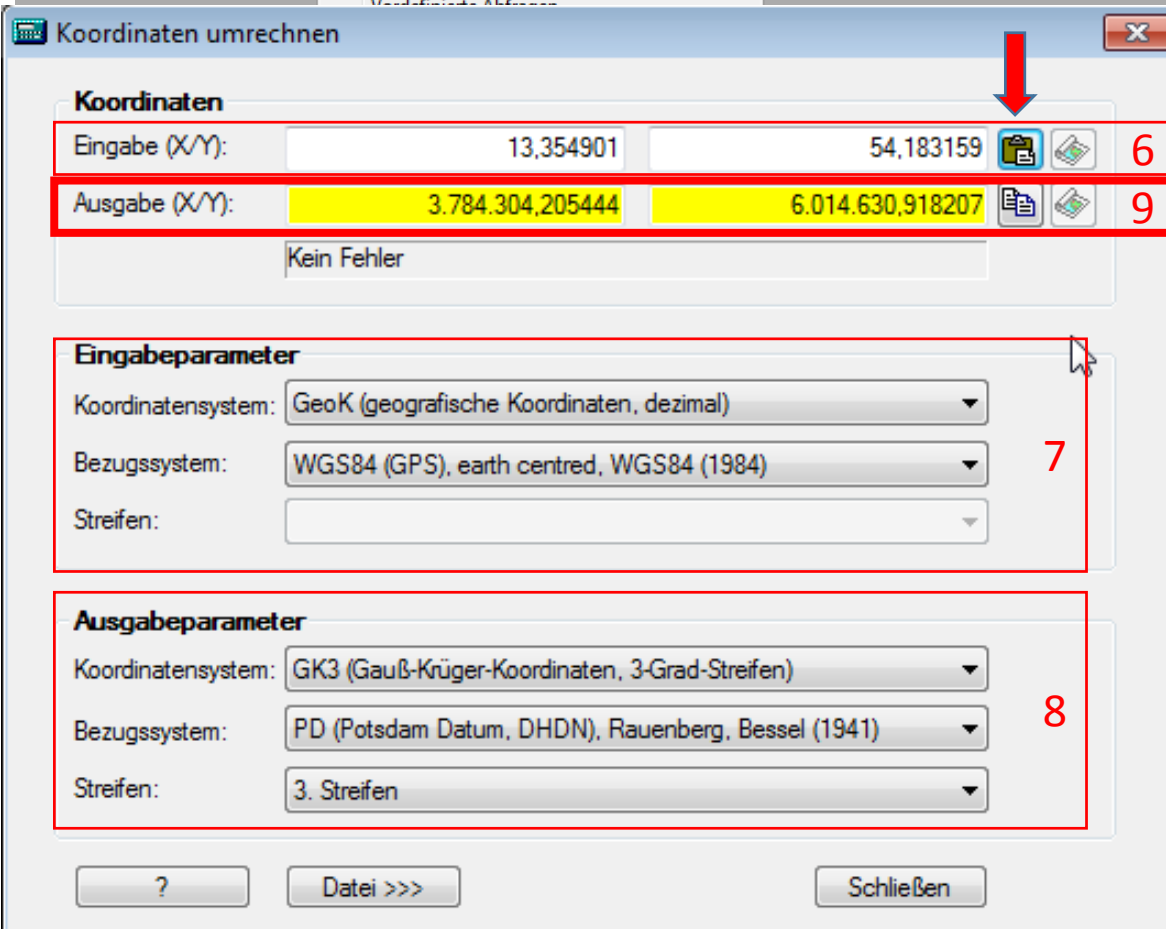 Vordefinierte Abfragen
Koordinaten umrechnen
Koordinaten
Eingabe (X/Y): 13,354901 54,183159 6
Ausgabe (X/Y): 3.784.304,205444 6.014.630,918207 9
Kein Fehler
Eingabeparameter
Koordinatensystem: GeoK (geografische Koordinaten, dezimal)
Bezugssystem: WGS84 (GPS), earth centred, WGS84 (1984) 7
Streifen:
Ausgabeparameter
Koordinatensystem: GK3 (Gauß-Krüger-Koordinaten, 3-Grad-Streifen)
Bezugssystem: PD (Potsdam Datum, DHDN), Rauenberg, Bessel (1941) 8
Streifen: 3. Streifen
? Datei >>> Schließen